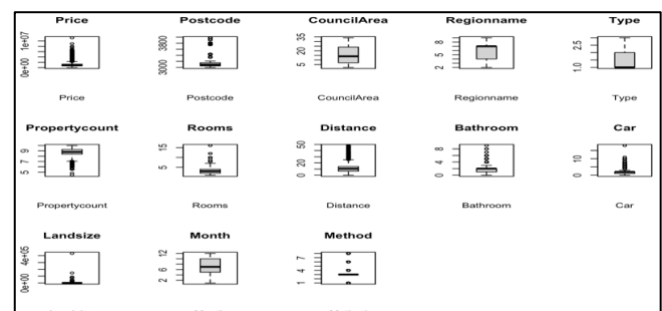 Price Postcode CouncilArea Regionname Type
0e+00 1e+07 3000 3800 5 20 35 2 5 8 1.0 2.5
Price Postcode CouncilArea Regionname Type
Propertycount Rooms Distance Bathroom Car
5 7 9 5 15 0 20 50 0 4 8 0 10
Propertycount Rooms Distance Bathroom Car
Landsize Month Method
0e+00 4e+05 2 6 12 1 4 7